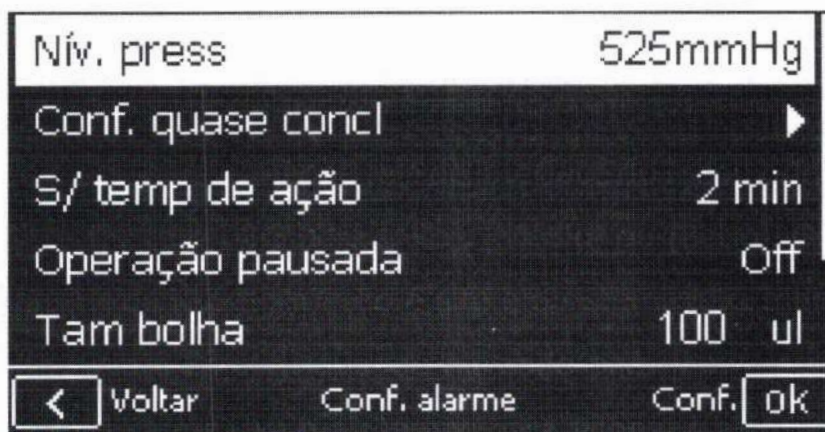 Nív. press 525mmHg
Conf. quase concl
S/ temp de ação 2 min
Operação pausada Off
Tam bolha 100 ul
< Voltar Conf. alarme Conf. ok